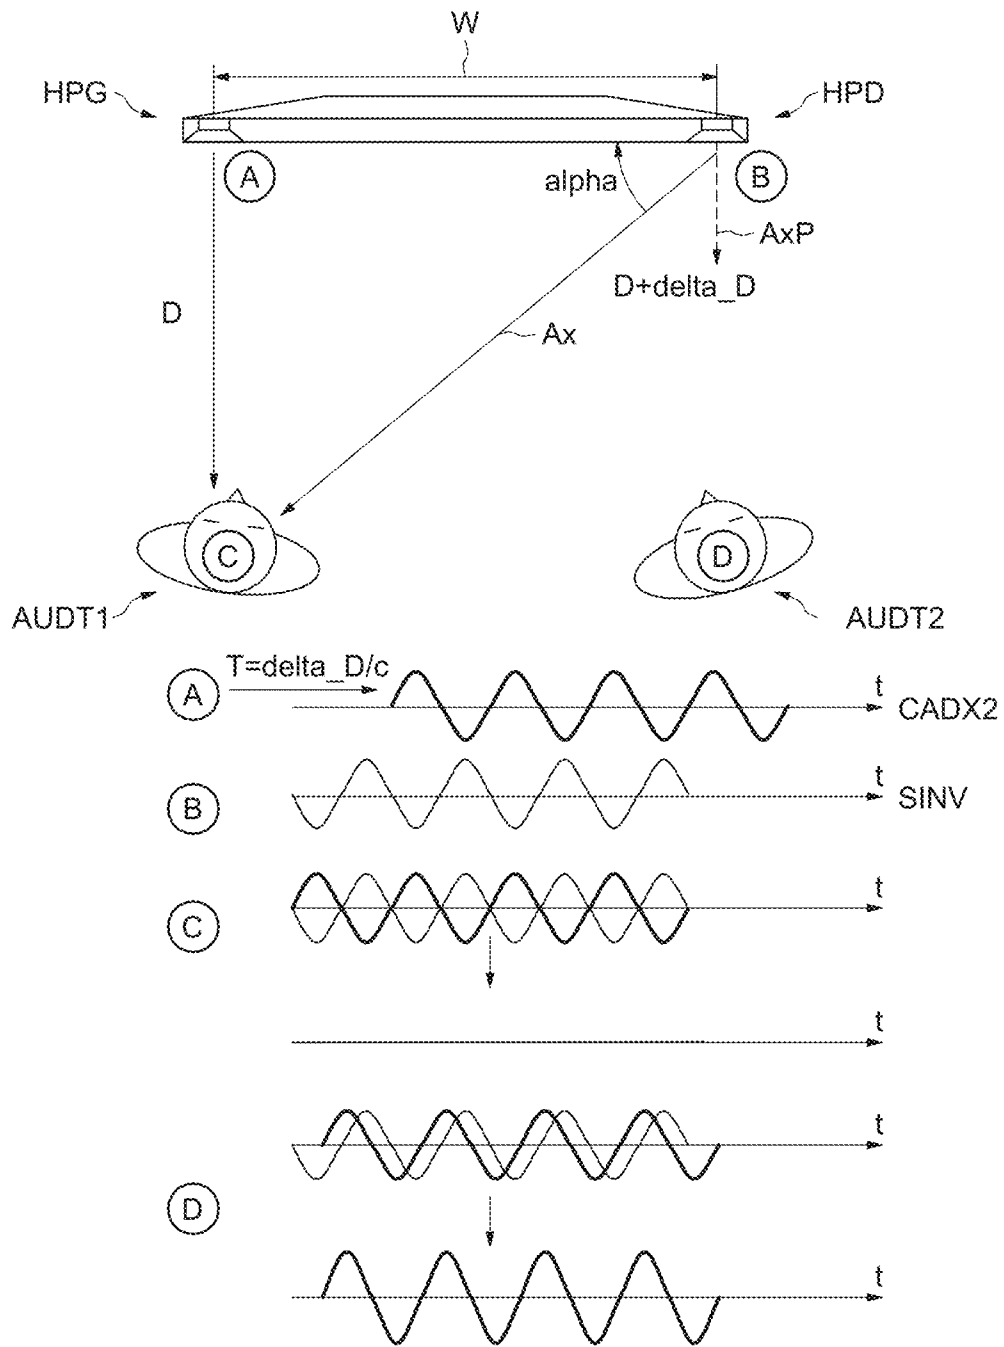 W
HPG
HPD
A
B
alpha
AxP
D+delta_D
D
Ax
C
D
AUDT1
AUDT2
A
T=delta_D/c
t
CADX2
B
t
SINV
C
t
t
t
D
t